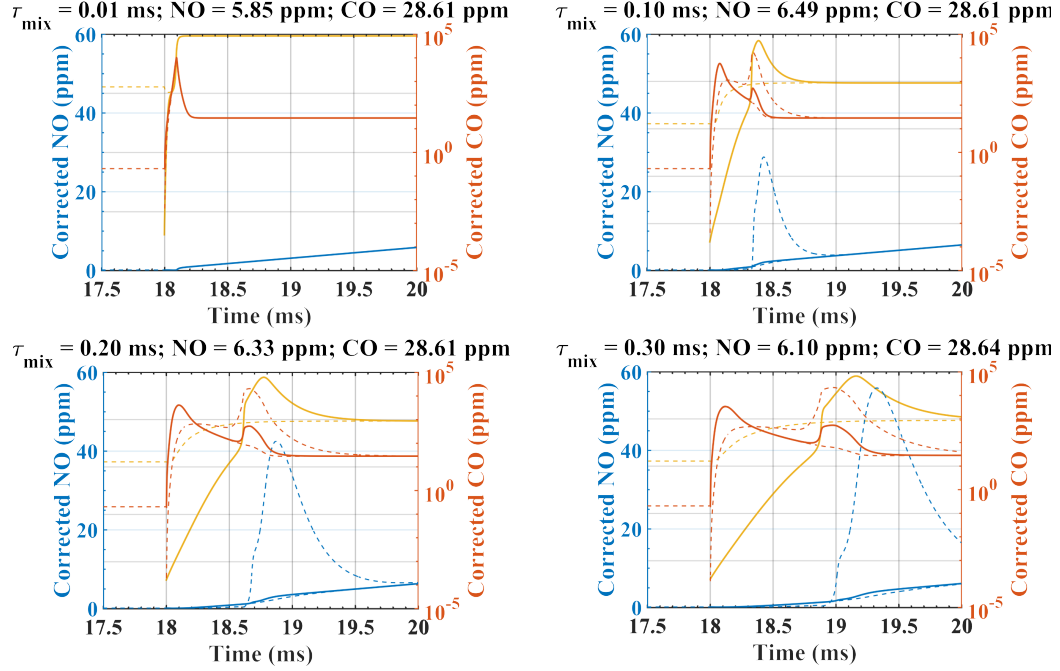 τmix = 0.01 ms; NO = 5.85 ppm; CO = 28.61 ppm
60
40
20
0
Corrected NO (ppm)
10^5
10^0
10^-5
Corrected CO (ppm)
17.5 18 18.5 19 19.5 20
Time (ms)
τmix = 0.10 ms; NO = 6.49 ppm; CO = 28.61 ppm
60
40
20
0
Corrected NO (ppm)
10^5
10^0
10^-5
Corrected CO (ppm)
17.5 18 18.5 19 19.5 20
Time (ms)
τmix = 0.20 ms; NO = 6.33 ppm; CO = 28.61 ppm
60
40
20
0
Corrected NO (ppm)
10^5
10^0
10^-5
Corrected CO (ppm)
17.5 18 18.5 19 19.5 20
Time (ms)
τmix = 0.30 ms; NO = 6.10 ppm; CO = 28.64 ppm
60
40
20
0
Corrected NO (ppm)
10^5
10^0
10^-5
Corrected CO (ppm)
17.5 18 18.5 19 19.5 20
Time (ms)